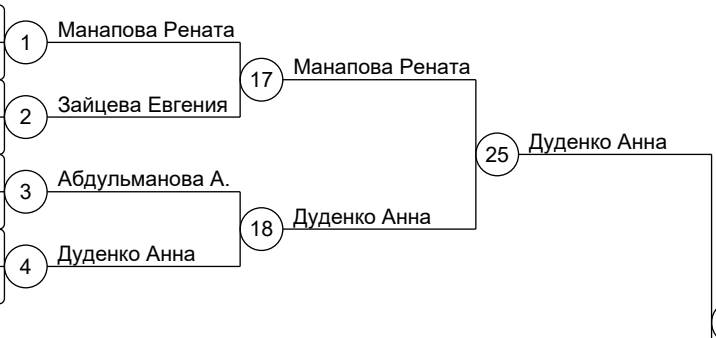 1 Манапова Рената
17 Манапова Рената
2 Зайцева Евгения
25 Дуденко Анна
3 Абдульманова А.
18 Дуденко Анна
4 Дуденко Анна